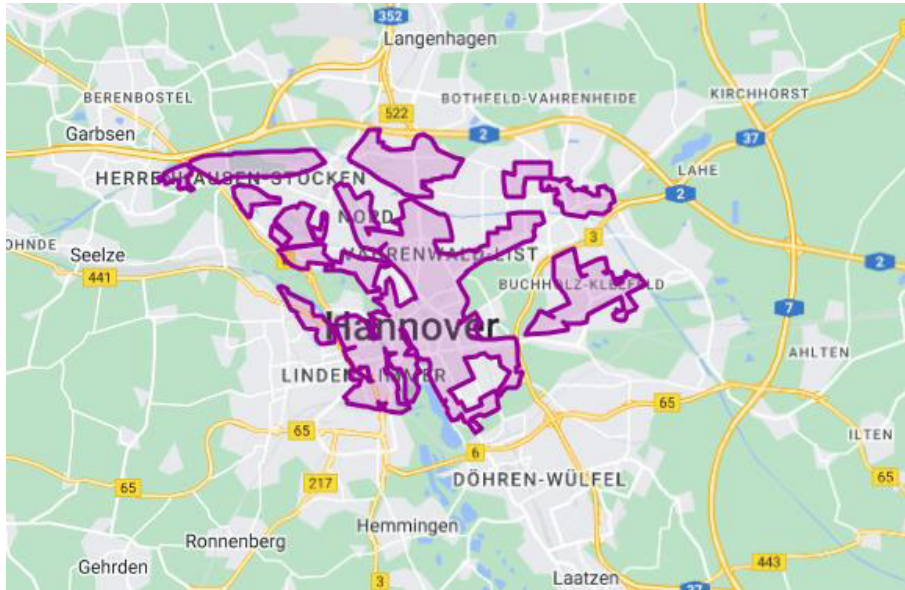 352
Langenhagen
BERENBOSTEL
BOTHFELD-VAHRENHEIDE
KIRCHHORST
522
Garbsen
2
37
LAHE
HERRENHAUSEN-STÖCKEN
2
NORD
3
OHNDE
Seelze
VAHRENWALD-LIST
2
441
BUCHHOLZ-KLEEFELD
7
Hannover
AHLTEN
LINDEN-LIMMER
65
65
ILTEN
6
65
65
217
DÖHREN-WÜLFEL
Hemmingen
Ronnenberg
Gehrden
443
3
Laatzen
37